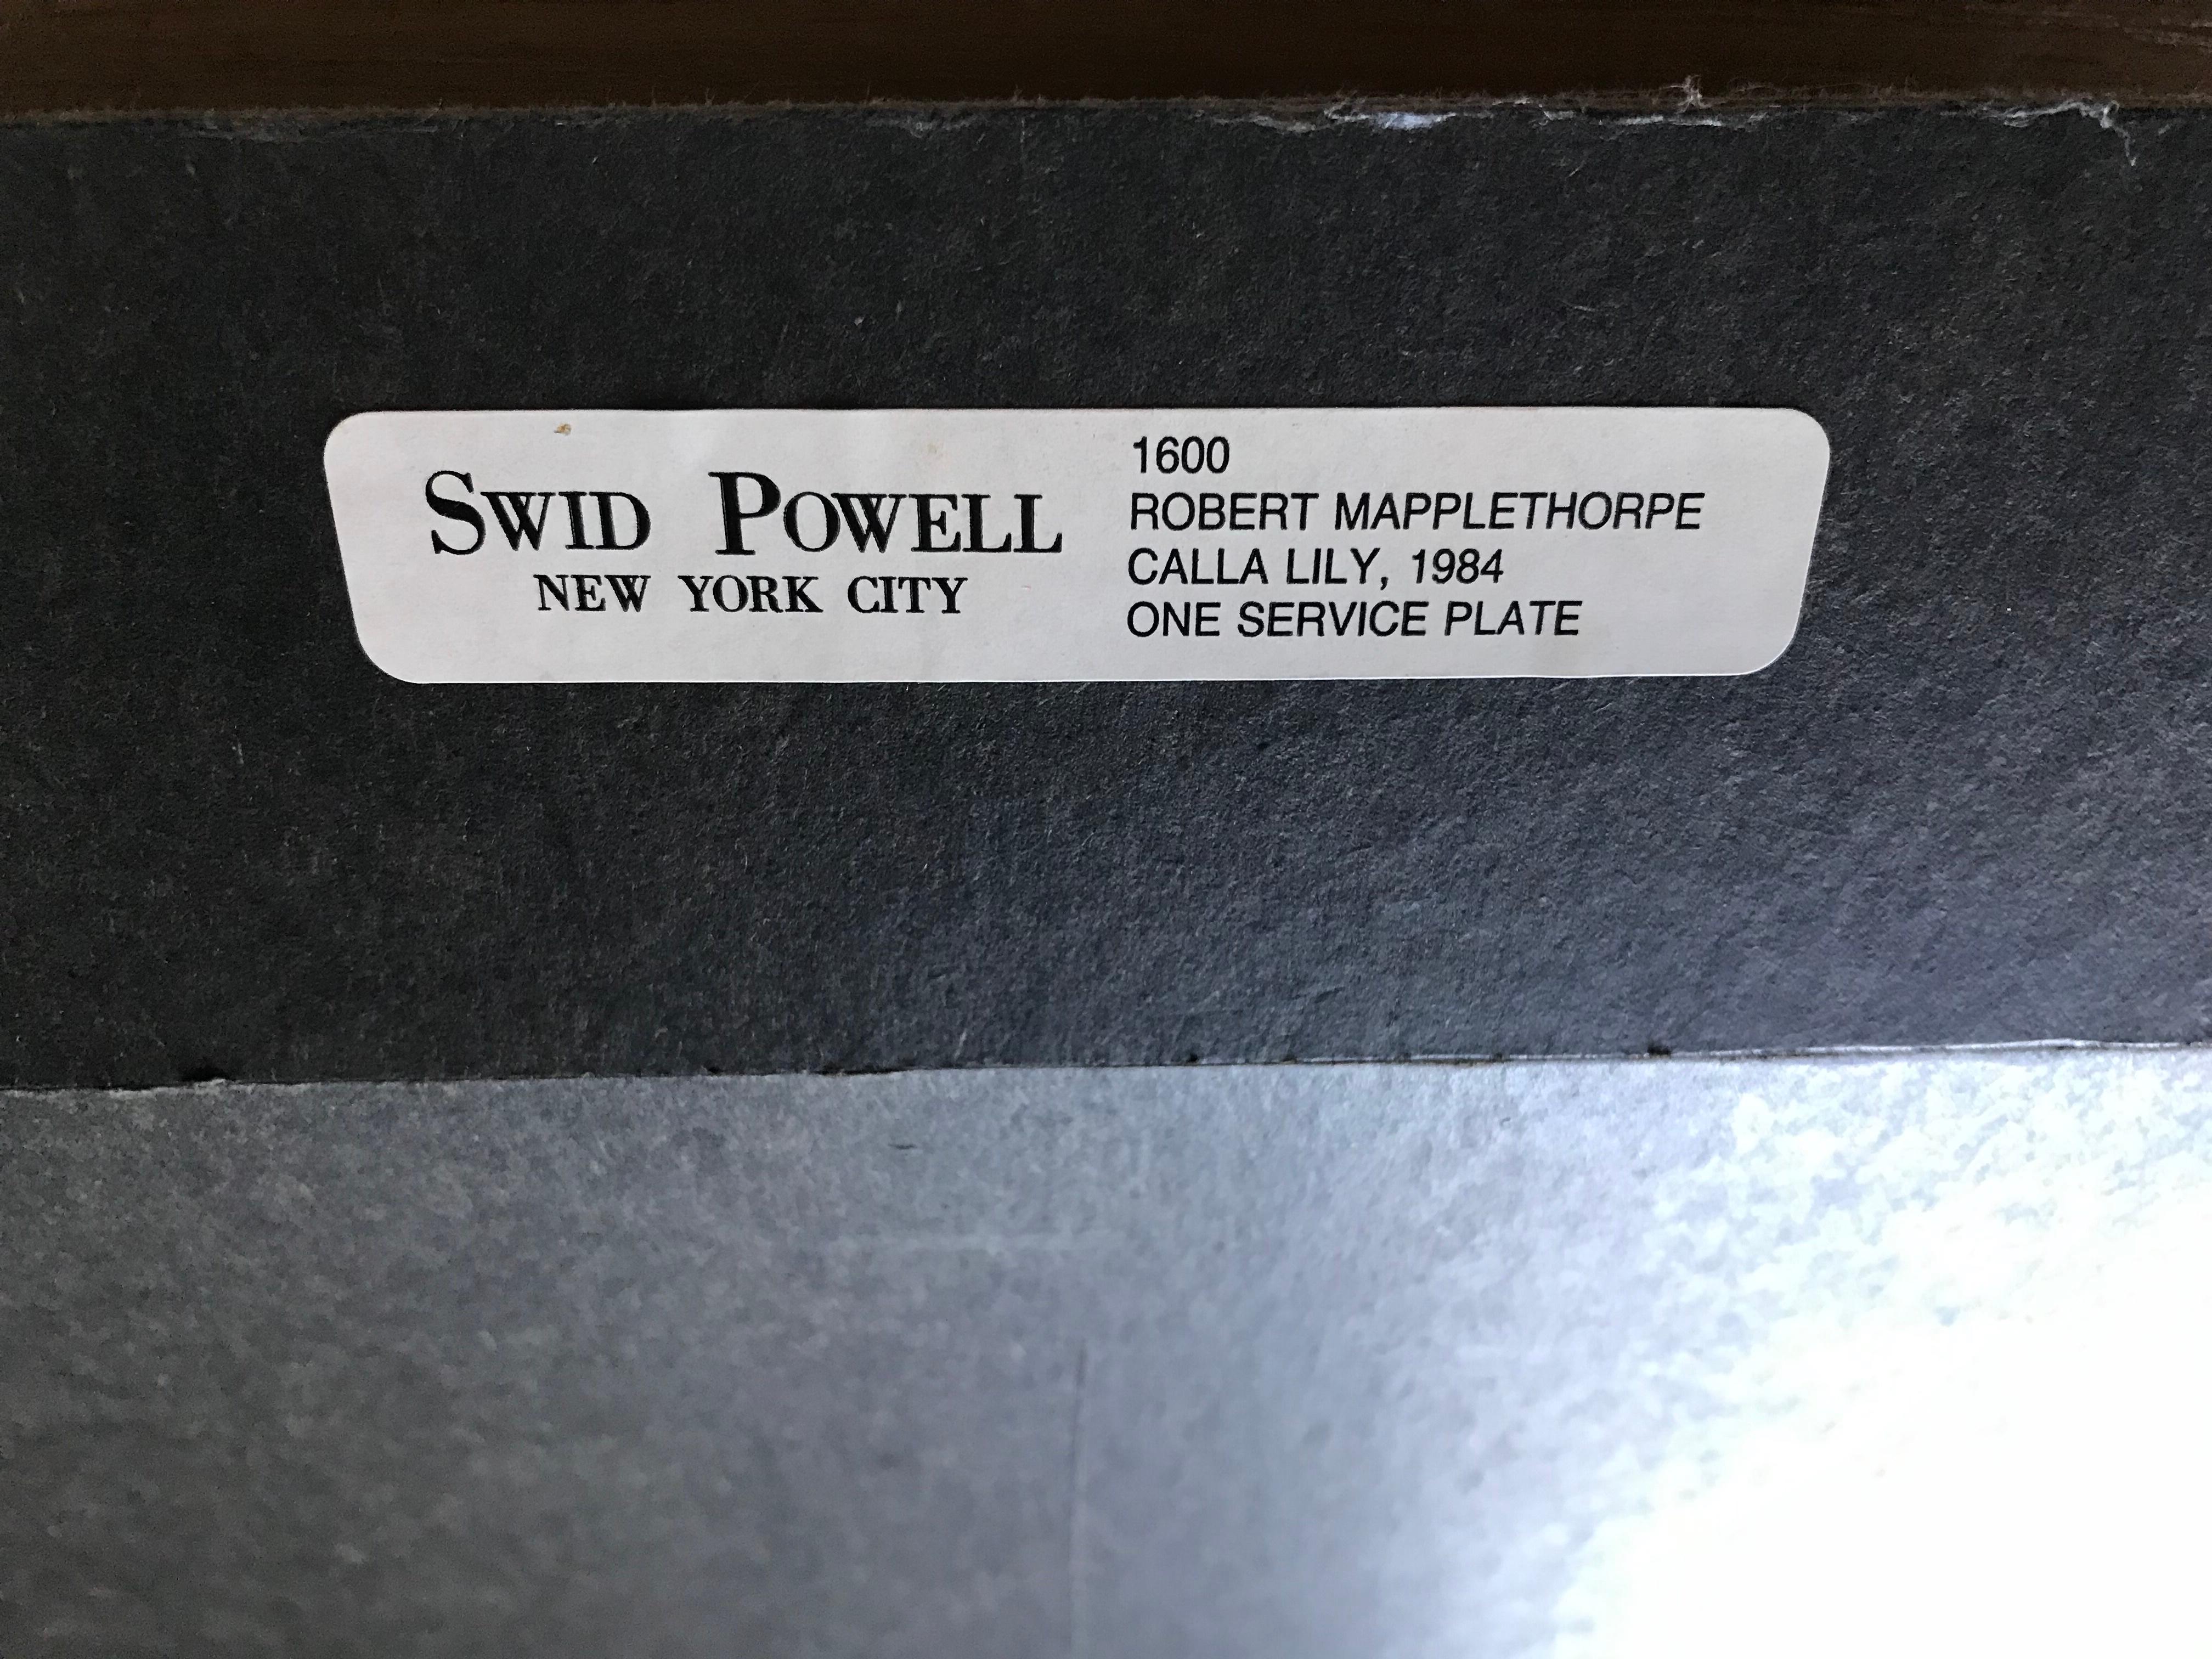 SWID POWELL
NEW YORK CITY
1600
ROBERT MAPPLETHORPE
CALLA LILY, 1984
ONE SERVICE PLATE